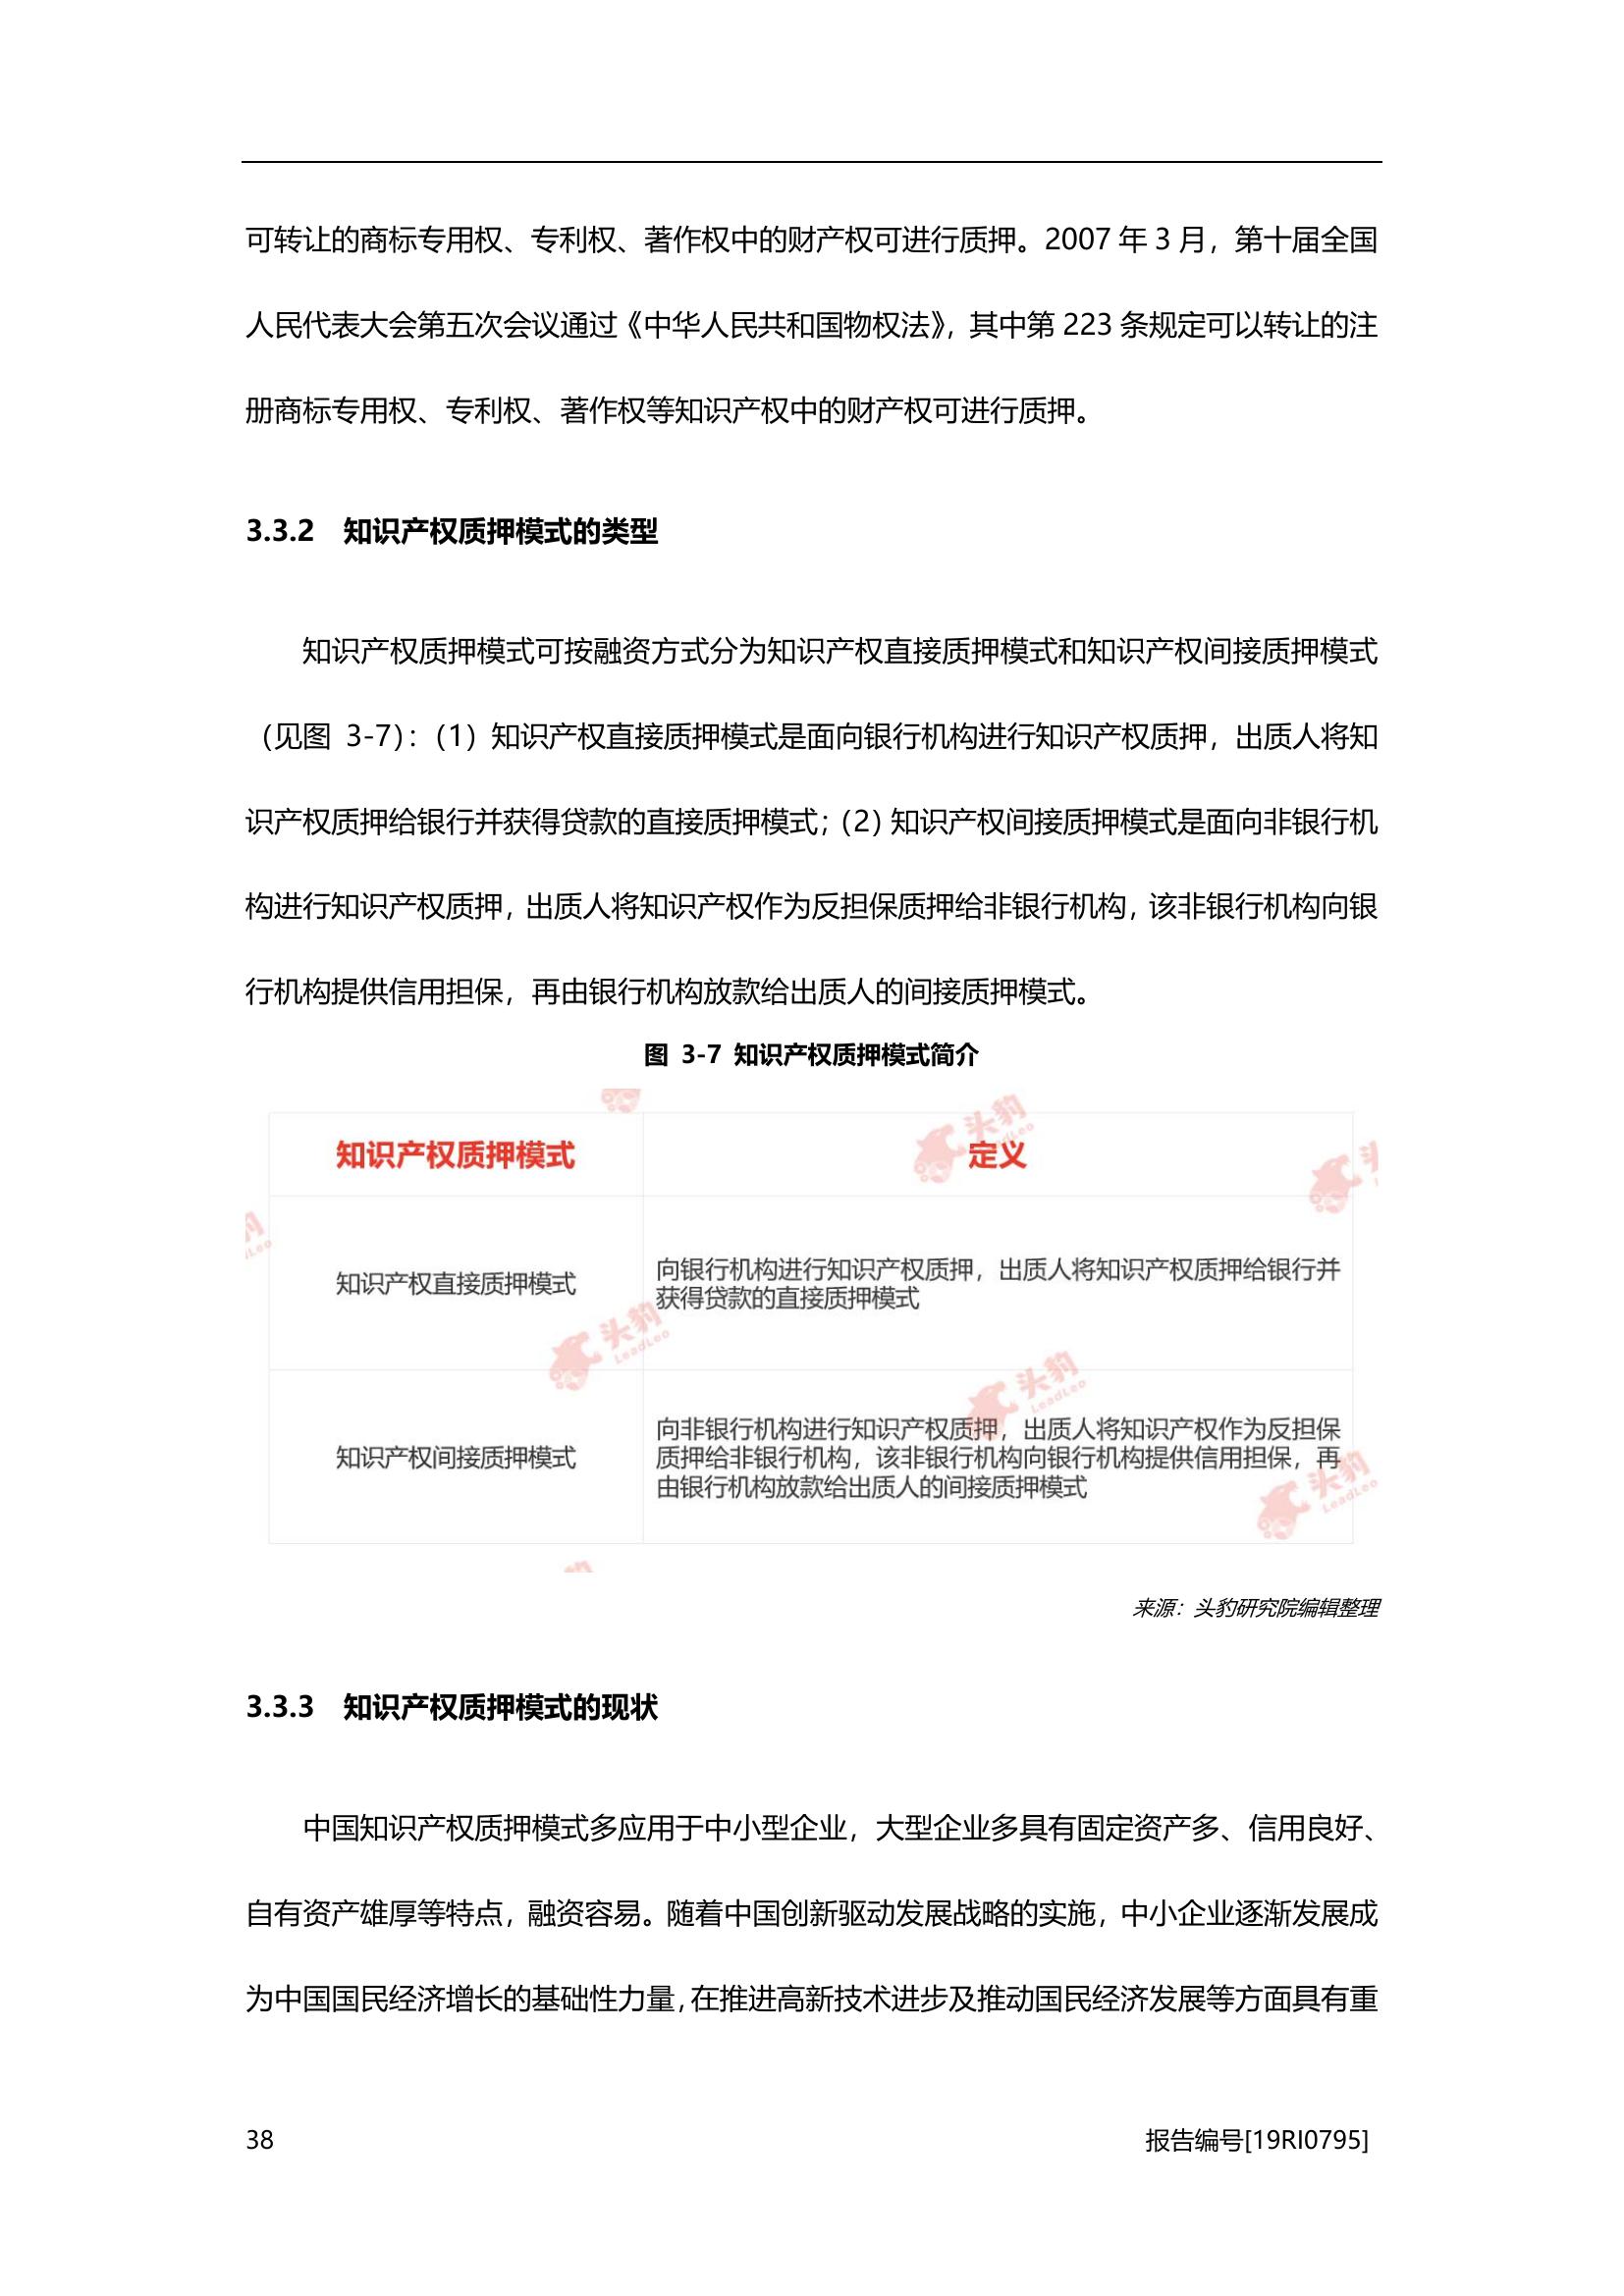 可转让的商标专用权、专利权、著作权中的财产权可进行质押。2007 年 3 月，第十届全国
人民代表大会第五次会议通过《中华人民共和国物权法》，其中第 223 条规定可以转让的注
册商标专用权、专利权、著作权等知识产权中的财产权可进行质押。
3.3.2 知识产权质押模式的类型
知识产权质押模式可按融资方式分为知识产权直接质押模式和知识产权间接质押模式
（见图 3-7）：（1）知识产权直接质押模式是面向银行机构进行知识产权质押，出质人将知
识产权质押给银行并获得贷款的直接质押模式；（2）知识产权间接质押模式是面向非银行机
构进行知识产权质押，出质人将知识产权作为反担保质押给非银行机构，该非银行机构向银
行机构提供信用担保，再由银行机构放款给出质人的间接质押模式。
图 3-7 知识产权质押模式简介
知识产权质押模式 定义
知识产权直接质押模式
向银行机构进行知识产权质押，出质人将知识产权质押给银行并
获得贷款的直接质押模式
知识产权间接质押模式
向非银行机构进行知识产权质押，出质人将知识产权作为反担保
质押给非银行机构，该非银行机构向银行机构提供信用担保，再
由银行机构放款给出质人的间接质押模式
头豹
LeadLeo
头豹
LeadLeo
头豹
LeadLeo
头豹
LeadLeo
来源：头豹研究院编辑整理
3.3.3 知识产权质押模式的现状
中国知识产权质押模式多应用于中小型企业，大型企业多具有固定资产多、信用良好、
自有资产雄厚等特点，融资容易。随着中国创新驱动发展战略的实施，中小企业逐渐发展成
为中国国民经济增长的基础性力量，在推进高新技术进步及推动国民经济发展等方面具有重
38 报告编号[19RI0795]